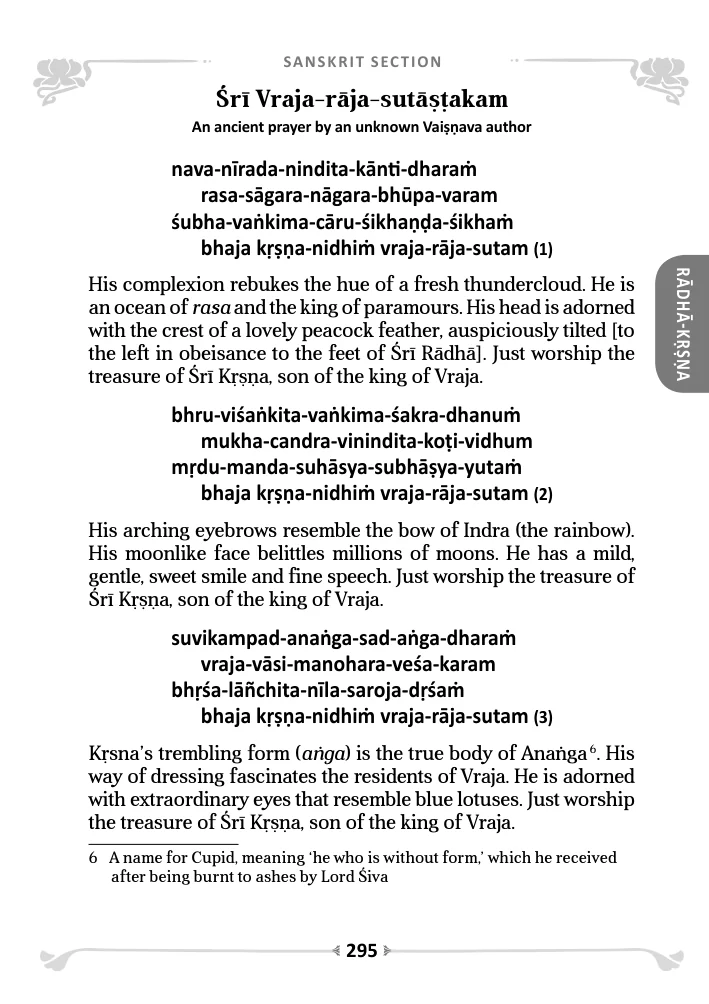 SANSKRIT SECTION
Śrī Vraja-rāja-sutāṣṭakam
An ancient prayer by an unknown Vaiṣṇava author
nava-nīrada-nindita-kānti-dharaṁ
rasa-sāgara-nāgara-bhūpa-varam
śubha-vaṅkima-cāru-śikhaṇḍa-śikhaṁ
bhaja kṛṣṇa-nidhiṁ vraja-rāja-sutam (1)
His complexion rebukes the hue of a fresh thundercloud. He is
an ocean of rasa and the king of paramours. His head is adorned
with the crest of a lovely peacock feather, auspiciously tilted [to
the left in obeisance to the feet of Śrī Rādhā]. Just worship the
treasure of Śrī Kṛṣṇa, son of the king of Vraja.
RĀDHĀ-KṚṢṆA
bhru-viśaṅkita-vaṅkima-śakra-dhanuṁ
mukha-candra-vinindita-koṭi-vidhum
mṛdu-manda-suhāsya-subhāṣya-yutaṁ
bhaja kṛṣṇa-nidhiṁ vraja-rāja-sutam (2)
His arching eyebrows resemble the bow of Indra (the rainbow).
His moonlike face belittles millions of moons. He has a mild,
gentle, sweet smile and fine speech. Just worship the treasure of
Śrī Kṛṣṇa, son of the king of Vraja.
suvikampad-anaṅga-sad-aṅga-dharaṁ
vraja-vāsi-manohara-veśa-karam
bhṛśa-lāñchita-nīla-saroja-dṛśaṁ
bhaja kṛṣṇa-nidhiṁ vraja-rāja-sutam (3)
Kṛsna’s trembling form (aṅga) is the true body of Anaṅga 6. His
way of dressing fascinates the residents of Vraja. He is adorned
with extraordinary eyes that resemble blue lotuses. Just worship
the treasure of Śrī Kṛṣṇa, son of the king of Vraja.
6 A name for Cupid, meaning ‘he who is without form,’ which he received
after being burnt to ashes by Lord Śiva
295